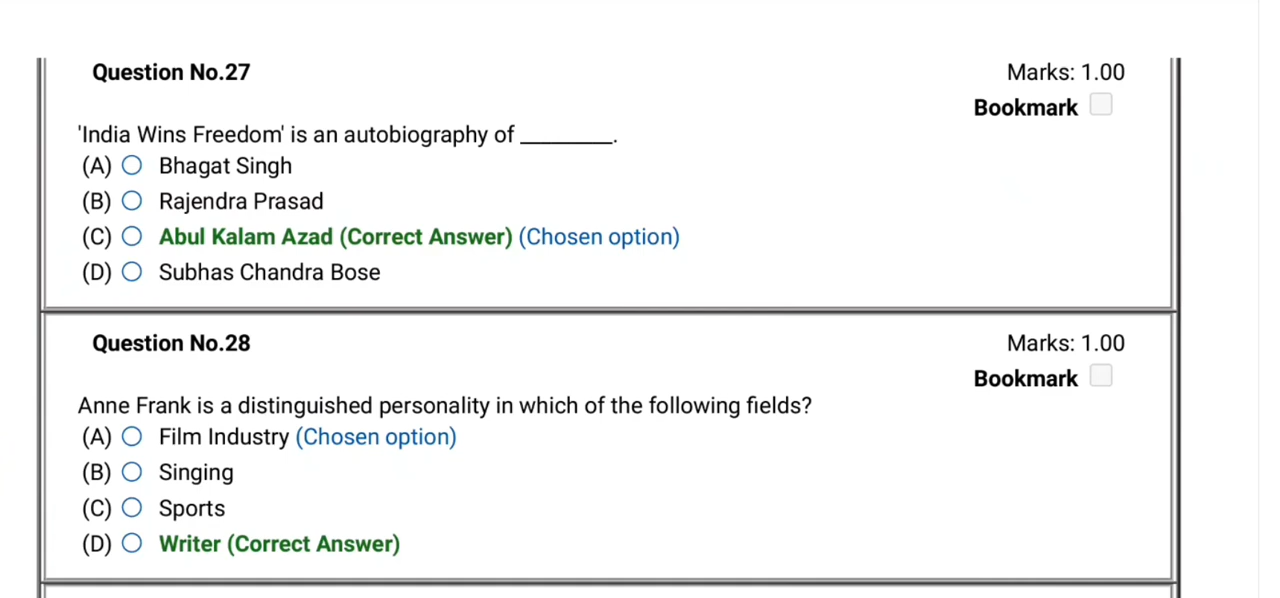 Question No.27 Marks: 1.00
Bookmark
'India Wins Freedom' is an autobiography of ________.
(A) Bhagat Singh
(B) Rajendra Prasad
(C) Abul Kalam Azad (Correct Answer) (Chosen option)
(D) Subhas Chandra Bose
Question No.28 Marks: 1.00
Bookmark
Anne Frank is a distinguished personality in which of the following fields?
(A) Film Industry (Chosen option)
(B) Singing
(C) Sports
(D) Writer (Correct Answer)